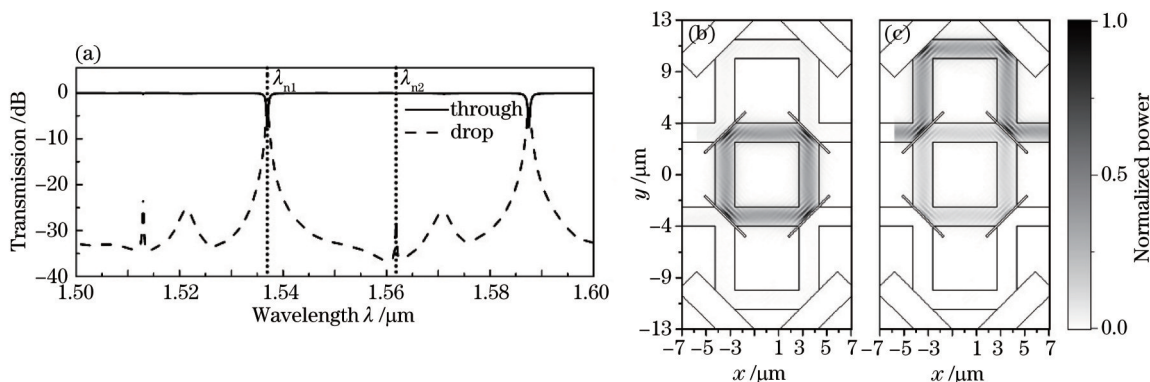 (a)
λn1
λn2
0
−10
−20
−30
−40
Transmission /dB
through
drop
1.50
1.52
1.54
1.56
1.58
1.60
Wavelength λ /μm
(b)
(c)
13
9
4
0
−4
−9
−13
y /μm
−7 −5 −3 1 3 5 7
x /μm
−7 −5 −3 1 3 5 7
x /μm
1.0
0.5
0.0
Normalized power